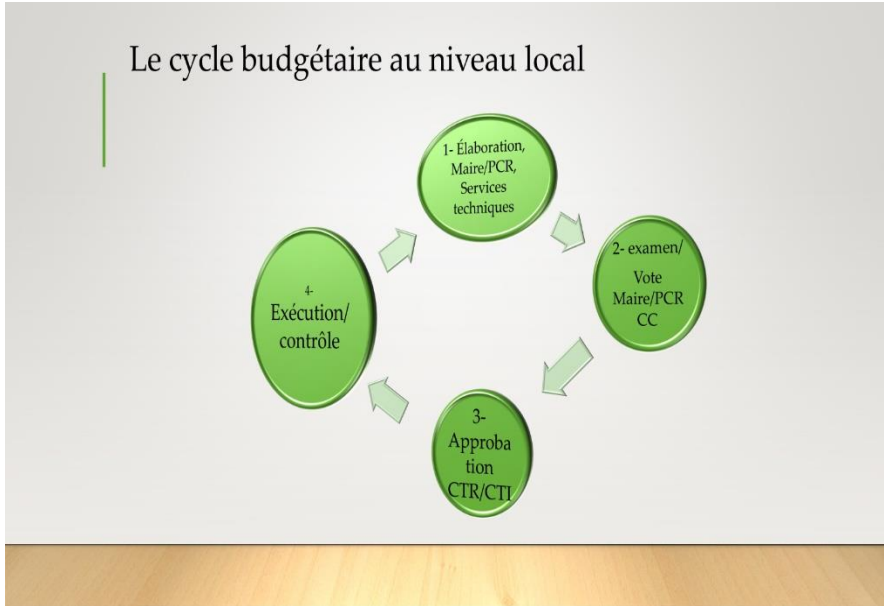 Le cycle budgétaire au niveau local
1- Élaboration,
Maire/PCR,
Services
techniques
2- examen/
Vote
Maire/PCR
CC
3-
Approba
tion
CTR/CTI
4-
Exécution/
contrôle